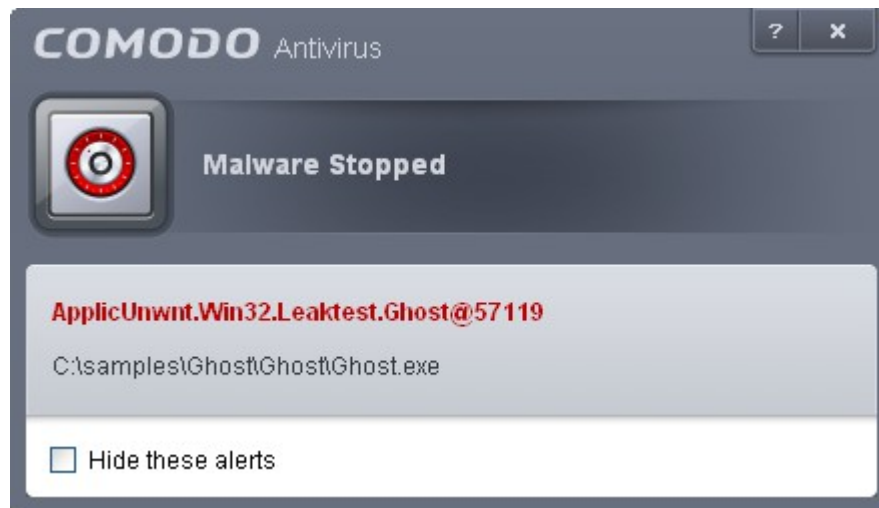 COMODO Antivirus
? x
Malware Stopped
ApplicUnwnt.Win32.Leaktest.Ghost@57119
C:\samples\Ghost\Ghost\Ghost.exe
Hide these alerts